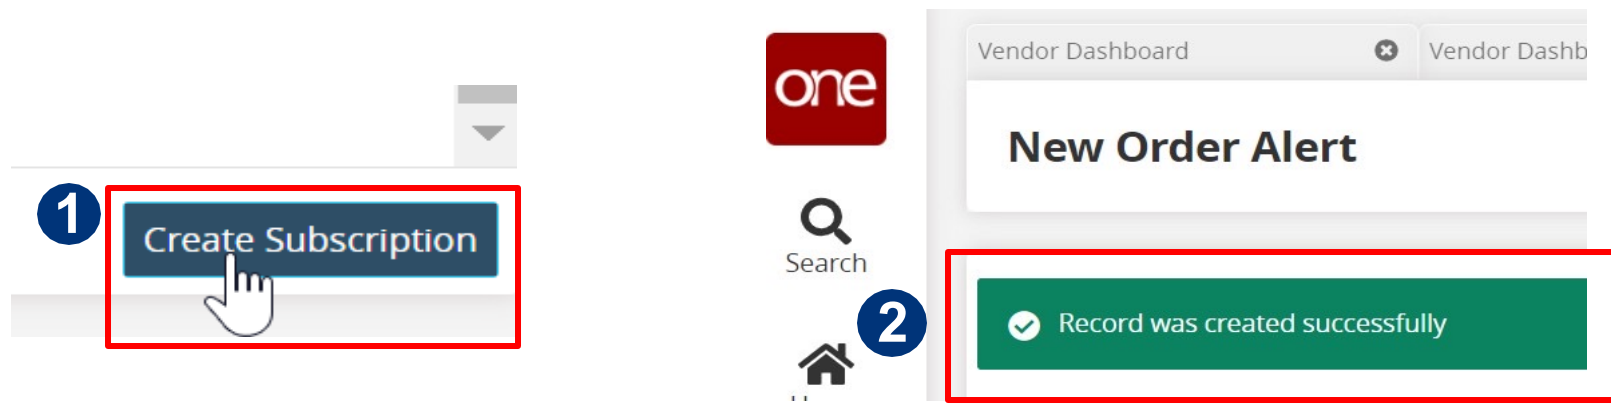 1
Create Subscription
one
Search
Vendor Dashboard
Vendor Dashb
New Order Alert
2
Record was created successfully